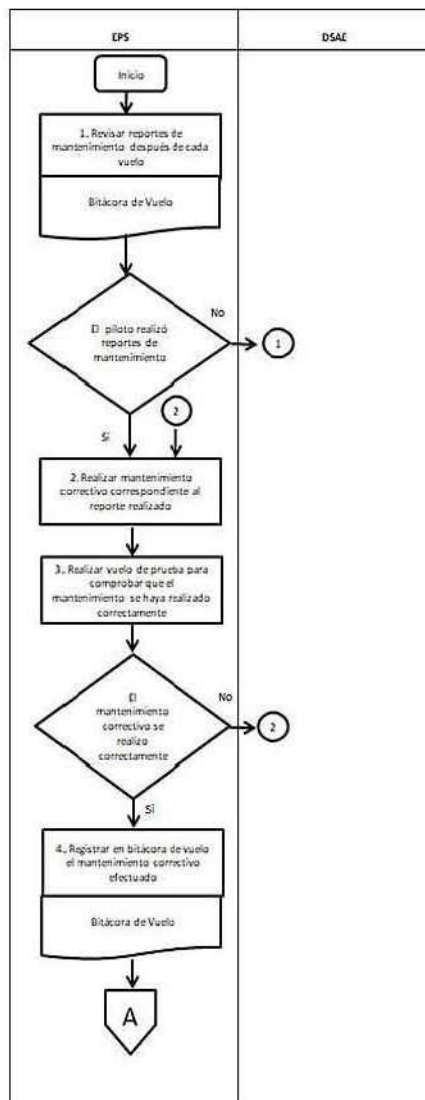 EPS
DSAE
Inicio
1. Revisar reportes de
mantenimiento después de cada
vuelo
Bitácora de Vuelo
El piloto realizó
reportes de
mantenimiento
No
1
2
Sí
2. Realizar mantenimiento
correctivo correspondiente al
reporte realizado
3. Realizar vuelo de prueba para
comprobar que el
mantenimiento se haya realizado
correctamente
El
mantenimiento
correctivo se
realizo
correctamente
No
2
Sí
4. Registrar en bitácora de vuelo
el mantenimiento correctivo
efectuado
Bitácora de Vuelo
A